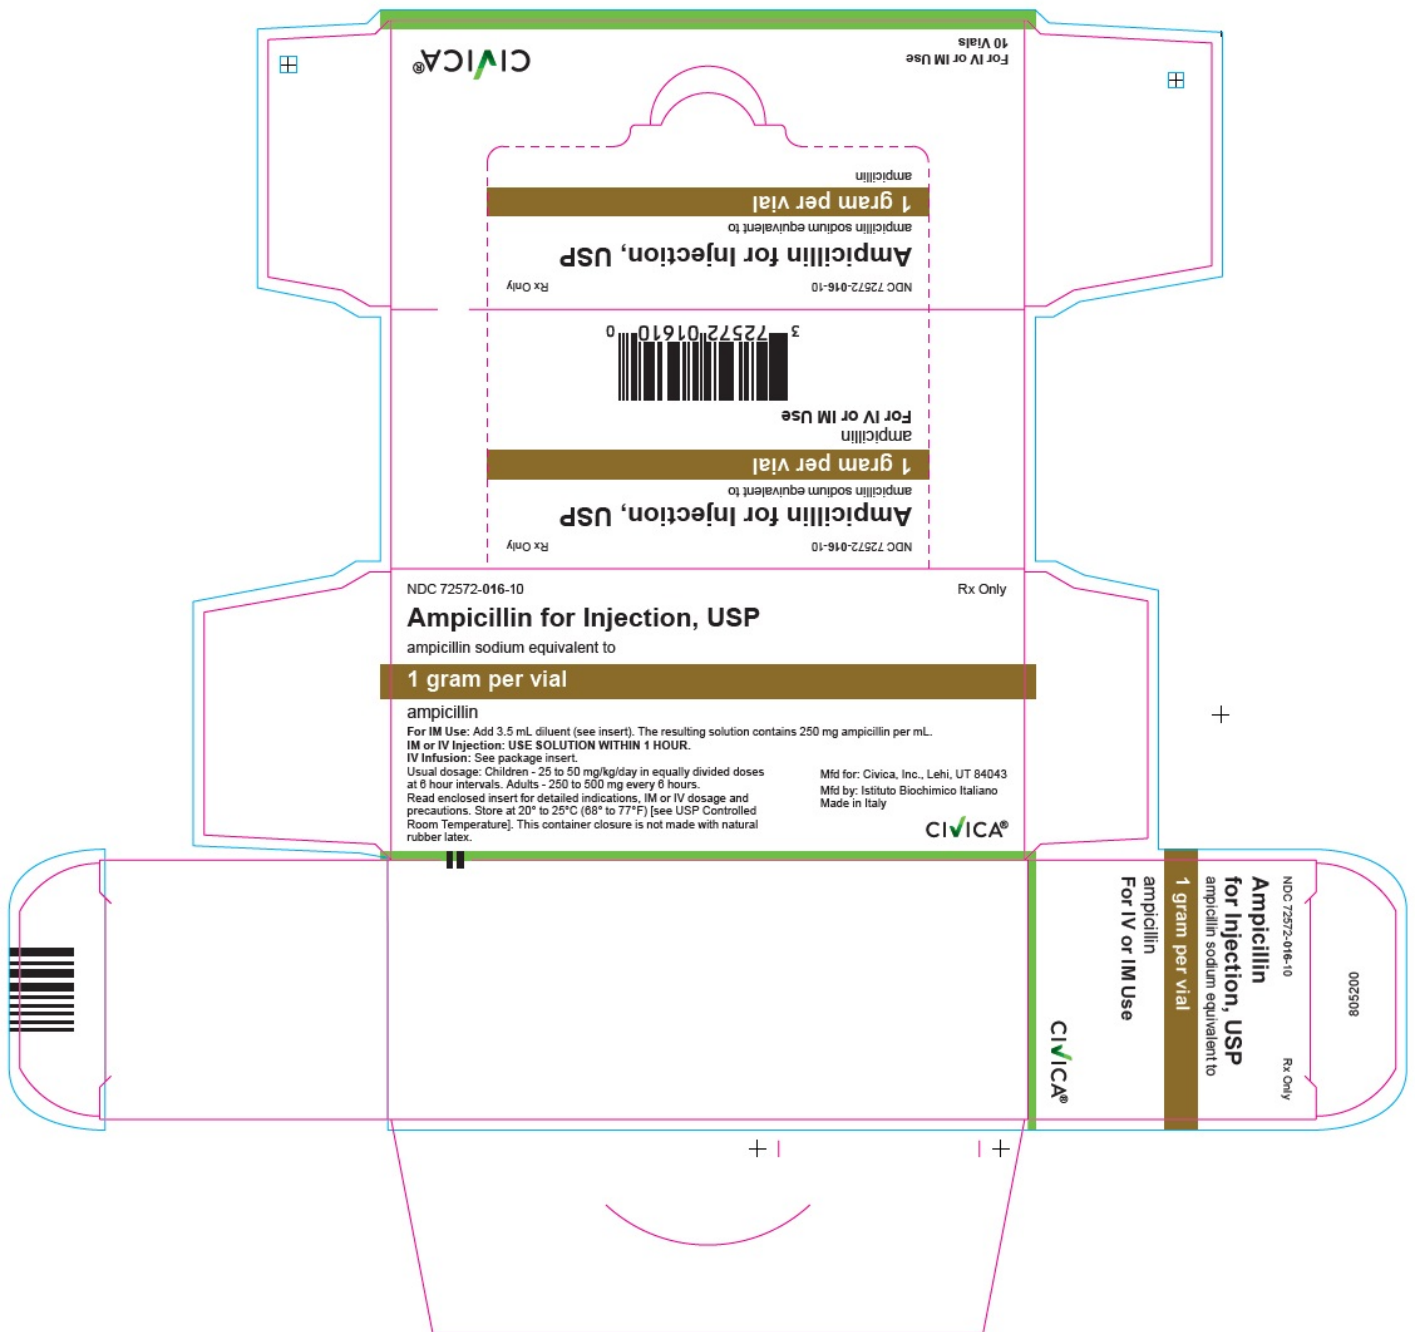 CIVICA®
For IV or IM Use
10 Vials
ampicillin
1 gram per vial
ampicillin sodium equivalent to
Ampicillin for Injection, USP
NDC 72572-016-10
Rx Only
3 72572 01610 0
For IV or IM Use
ampicillin
1 gram per vial
ampicillin sodium equivalent to
Ampicillin for Injection, USP
NDC 72572-016-10
Rx Only
NDC 72572-016-10
Rx Only
Ampicillin for Injection, USP
ampicillin sodium equivalent to
1 gram per vial
ampicillin
For IM Use: Add 3.5 mL diluent (see insert). The resulting solution contains 250 mg ampicillin per mL.
IM or IV Injection: USE SOLUTION WITHIN 1 HOUR.
IV Infusion: See package insert.
Usual dosage: Children - 25 to 50 mg/kg/day in equally divided doses
at 6 hour intervals. Adults - 250 to 500 mg every 6 hours.
Read enclosed insert for detailed indications, IM or IV dosage and
precautions. Store at 20° to 25°C (68° to 77°F) [see USP Controlled
Room Temperature]. This container closure is not made with natural
rubber latex.
Mfd for: Civica, Inc., Lehi, UT 84043
Mfd by: Istituto Biochimico Italiano
Made in Italy
CIVICA®
NDC 72572-016-10
Rx Only
Ampicillin
for Injection, USP
ampicillin sodium equivalent to
1 gram per vial
ampicillin
For IV or IM Use
CIVICA®
805200